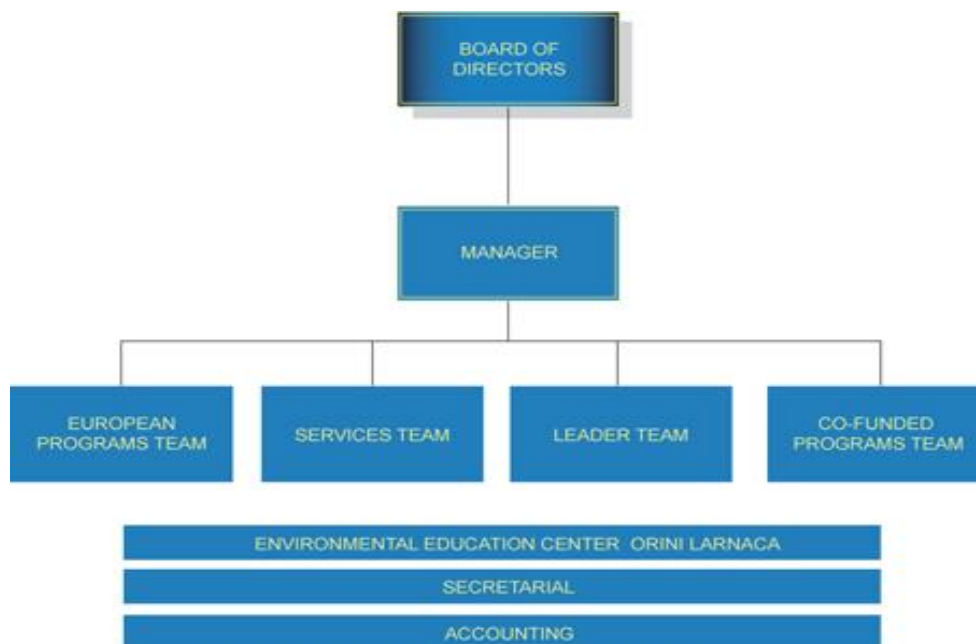 BOARD OF
DIRECTORS
MANAGER
EUROPEAN
PROGRAMS TEAM
SERVICES TEAM
LEADER TEAM
CO-FUNDED
PROGRAMS TEAM
ENVIRONMENTAL EDUCATION CENTER ORINI LARNACA
SECRETARIAL
ACCOUNTING